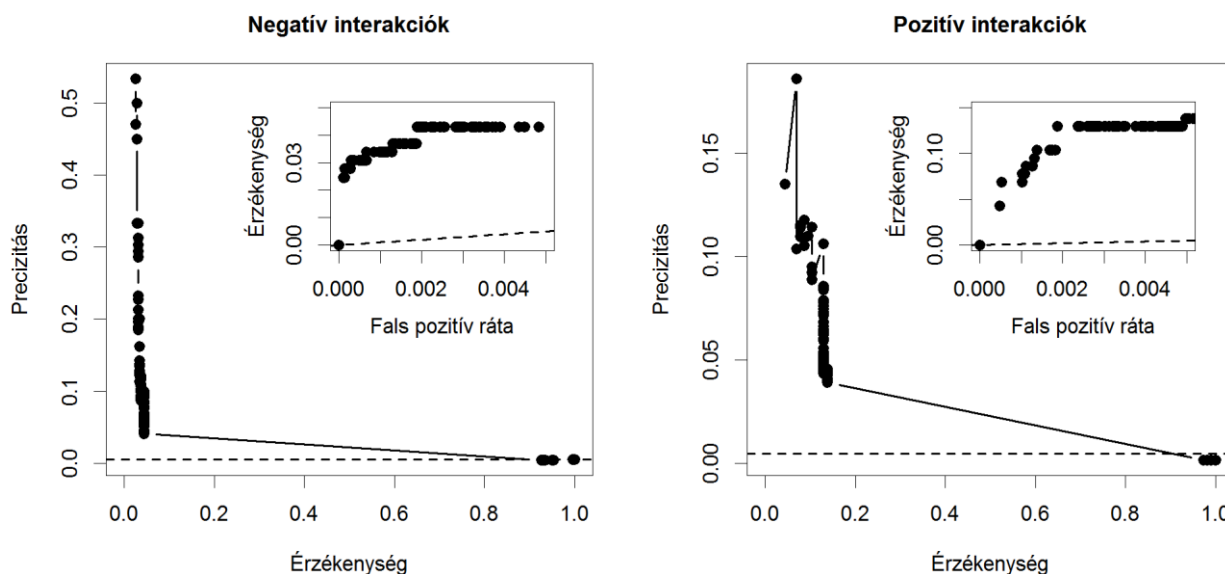 Negatív interakciók
Precizitás
0.5
0.4
0.3
0.2
0.1
0.0
0.0 0.2 0.4 0.6 0.8 1.0
Érzékenység
Érzékenység
0.03
0.00
0.000 0.002 0.004
Fals pozitív ráta
Pozitív interakciók
Precizitás
0.15
0.10
0.05
0.00
0.0 0.2 0.4 0.6 0.8 1.0
Érzékenység
Érzékenység
0.10
0.00
0.000 0.002 0.004
Fals pozitív ráta